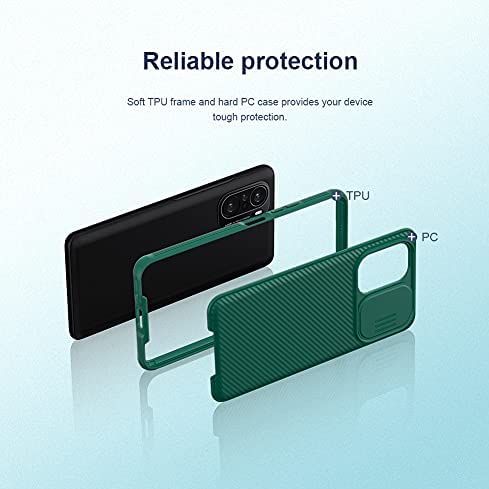 Reliable protection
Soft TPU frame and hard PC case provides your device
tough protection.
TPU
PC